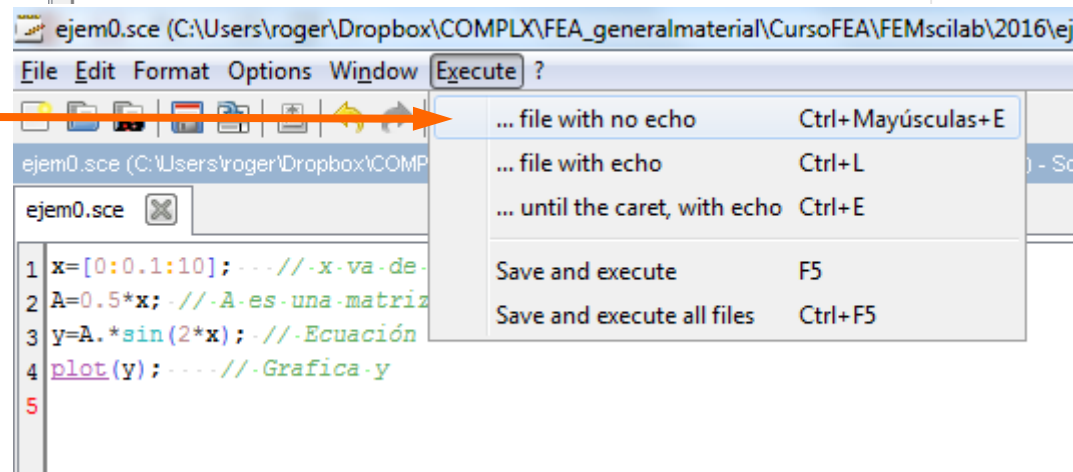 ejem0.sce (C:\Users\roger\Dropbox\COMPLX\FEA_generalmaterial\CursoFEA\FEMscilab\2016\ej
File Edit Format Options Window Execute ?
... file with no echo Ctrl+Mayúsculas+E
ejem0.sce (C:\Users\roger\Dropbox\COMP ) - Sc
... file with echo Ctrl+L
ejem0.sce
... until the caret, with echo Ctrl+E
Save and execute F5
Save and execute all files Ctrl+F5
1 x=[0:0.1:10]; // x va de
2 A=0.5*x; // A es una matriz
3 y=A.*sin(2*x); // Ecuación
4 plot(y); // Grafica y
5